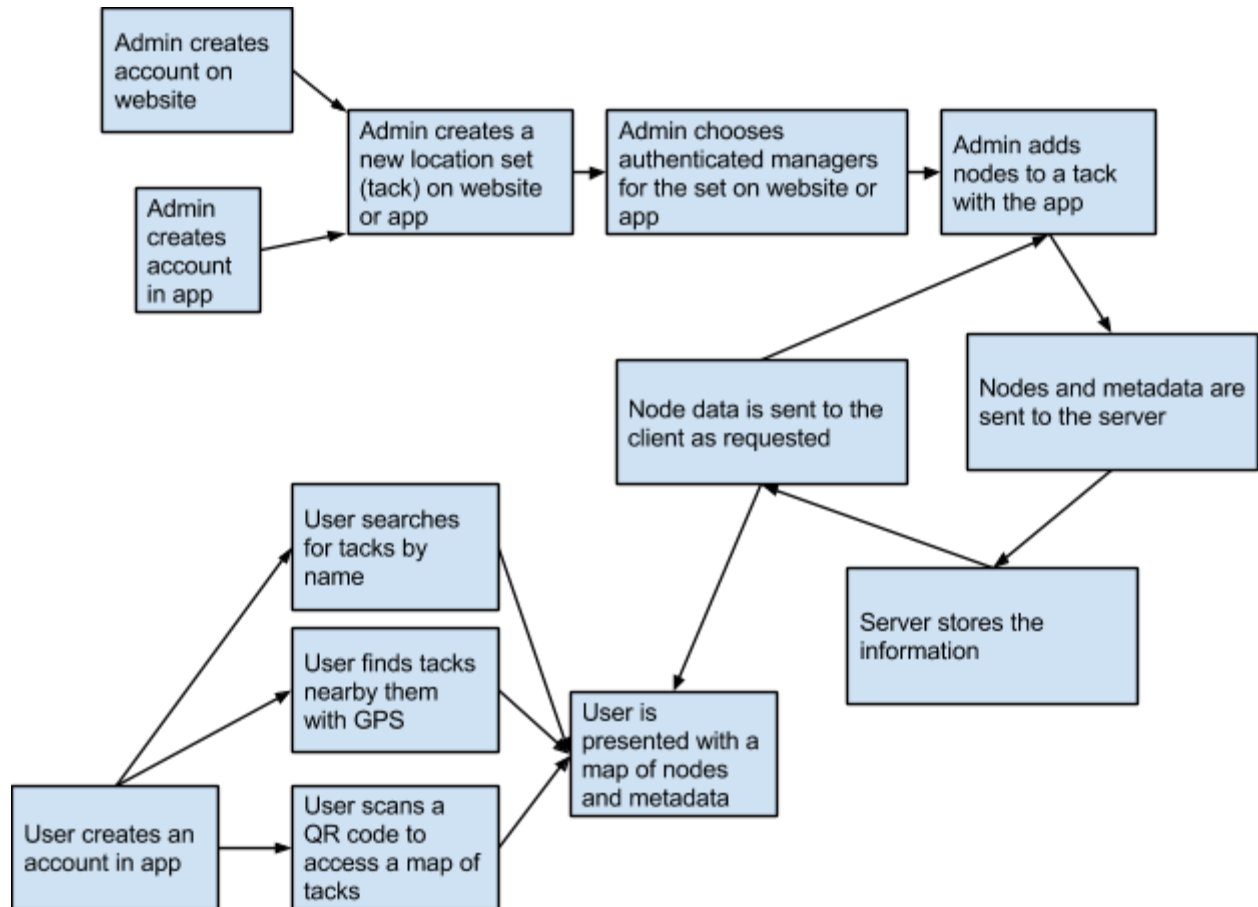 Admin creates
account on
website
Admin creates a
new location set
(tack) on website
or app
Admin chooses
authenticated managers
for the set on website or
app
Admin adds
nodes to a tack
with the app
Admin
creates
account
in app
Node data is sent to the
client as requested
Nodes and metadata are
sent to the server
User searches
for tacks by
name
Server stores the
information
User finds tacks
nearby them
with GPS
User is
presented with a
map of nodes
and metadata
User creates an
account in app
User scans a
QR code to
access a map of
tacks